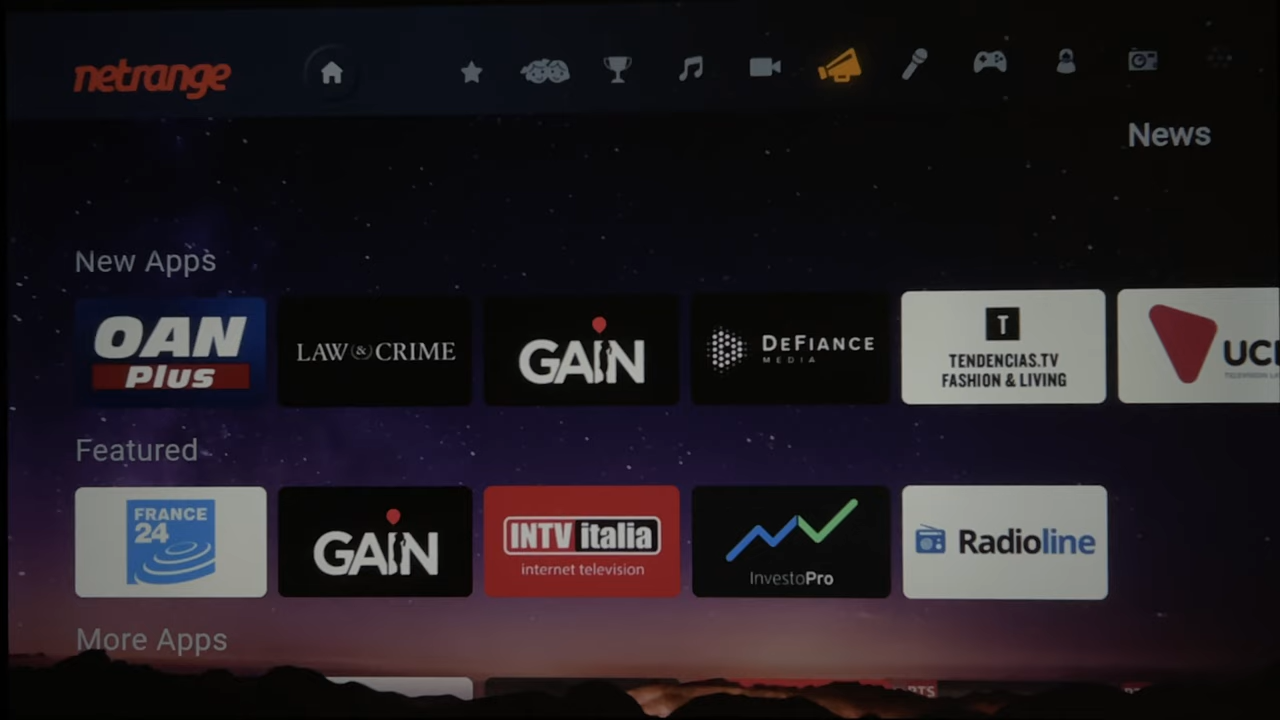 netrange
News
New Apps
OAN
Plus
LAW & CRIME
GAIN
DEFIANCE
MEDIA
T
TENDENCIAS.TV
FASHION & LIVING
Featured
FRANCE
24
GAIN
INTV italia
internet television
InvestoPro
Radioline
More Apps